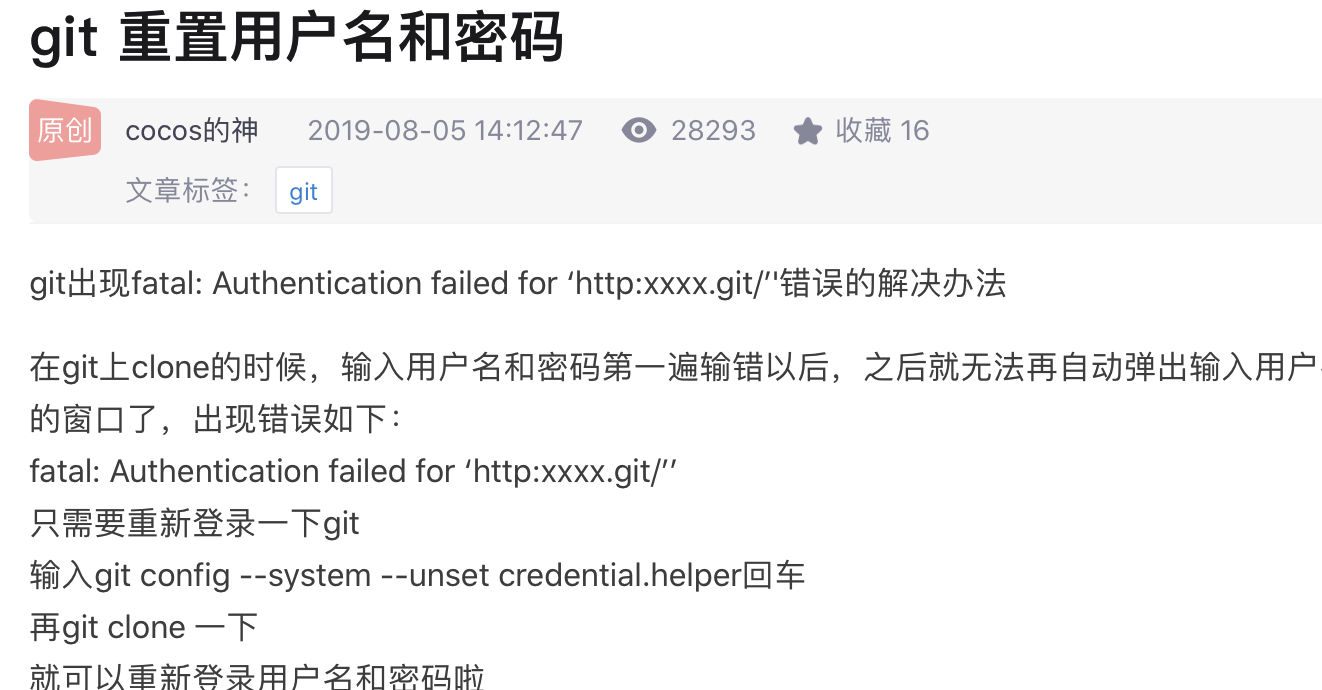 git 重置用户名和密码
原创 cocos的神 2019-08-05 14:12:47 28293 收藏 16
文章标签： git
git出现fatal: Authentication failed for ‘http:xxxx.git/’'错误的解决办法
在git上clone的时候，输入用户名和密码第一遍输错以后，之后就无法再自动弹出输入用户
的窗口了，出现错误如下：
fatal: Authentication failed for ‘http:xxxx.git/’’
只需要重新登录一下git
输入git config --system --unset credential.helper回车
再git clone 一下
就可以重新登录用户名和密码啦